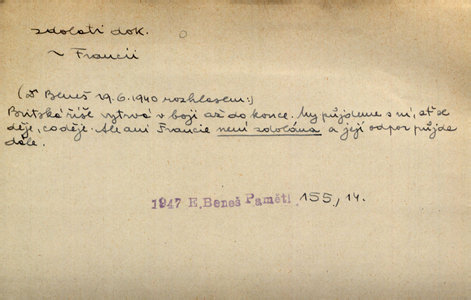 zdolati dok.
~ Francii
(Dr Beneš 19.6.1940 rozhlasem:)
Britská říše vytrvá v boji až do konce. My půjdeme s ní, ať se
děje, co děje. Ale ani Francie není zdolána a její odpor půjde
dále.
1947 E. Beneš Paměti 155, 14.